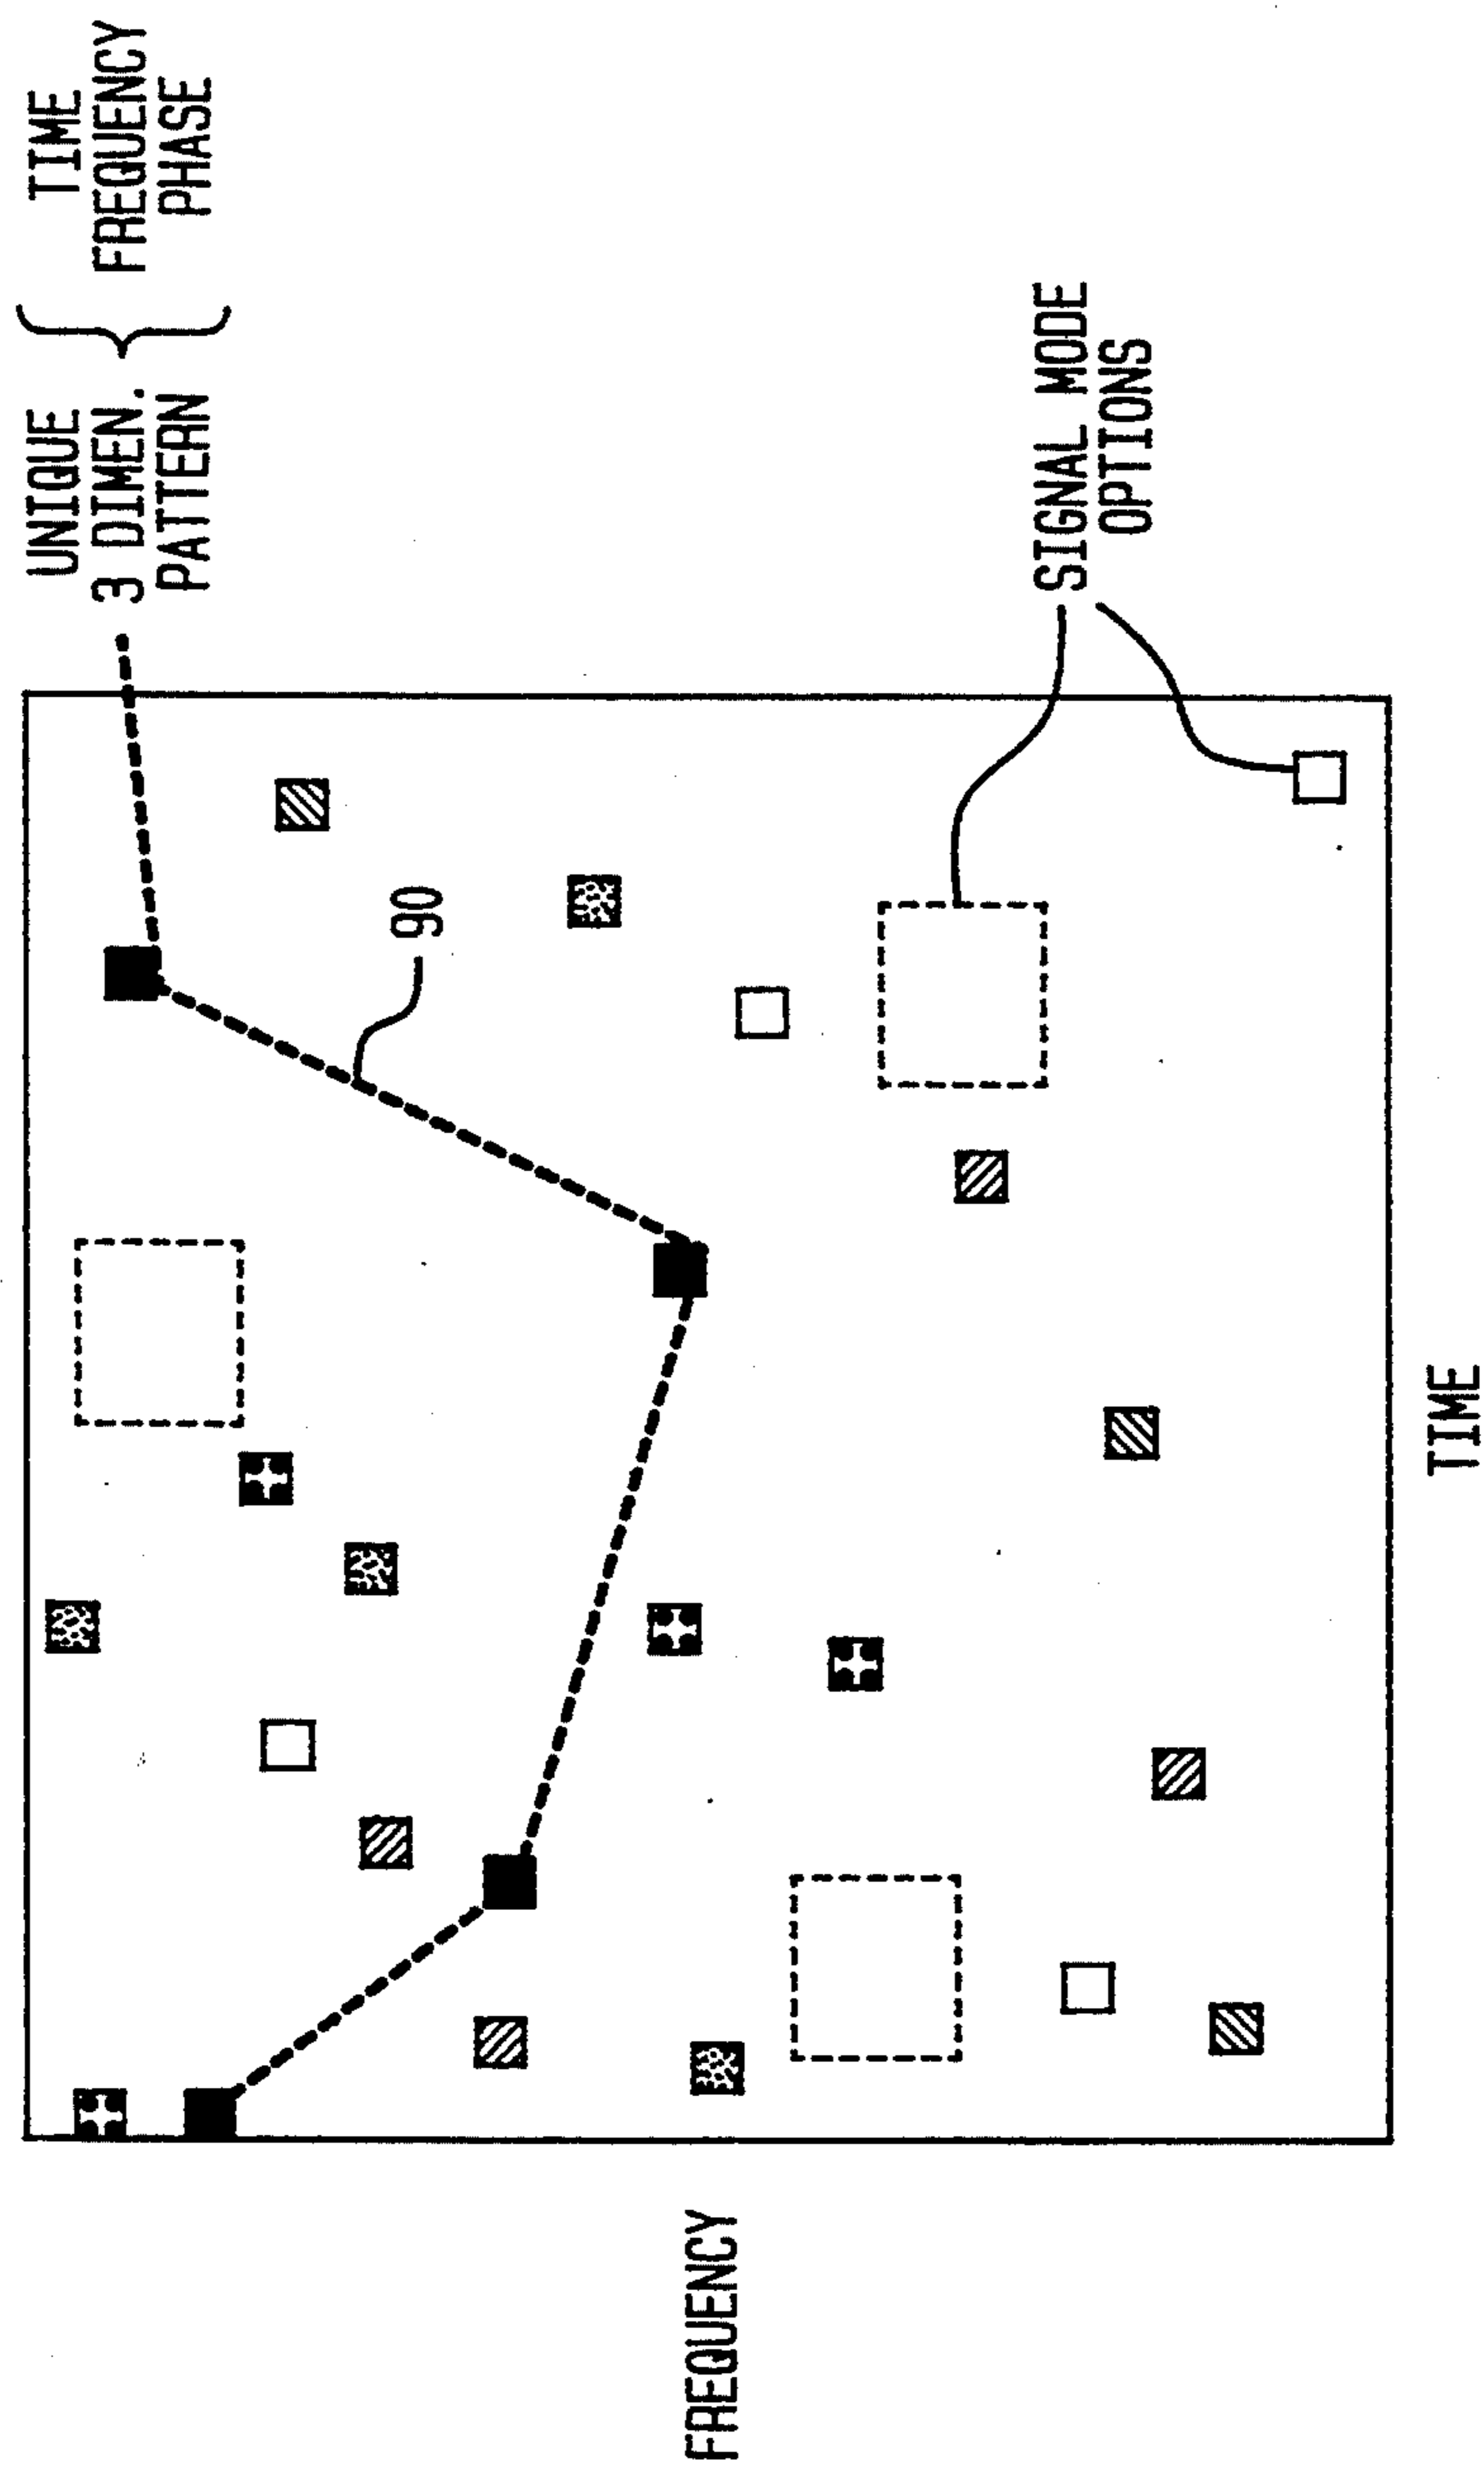 UNIQUE
3 DIMEN.
PATTERN
TIME
FREQUENCY
PHASE
90
SIGNAL MODE
OPTIONS
FREQUENCY
TIME